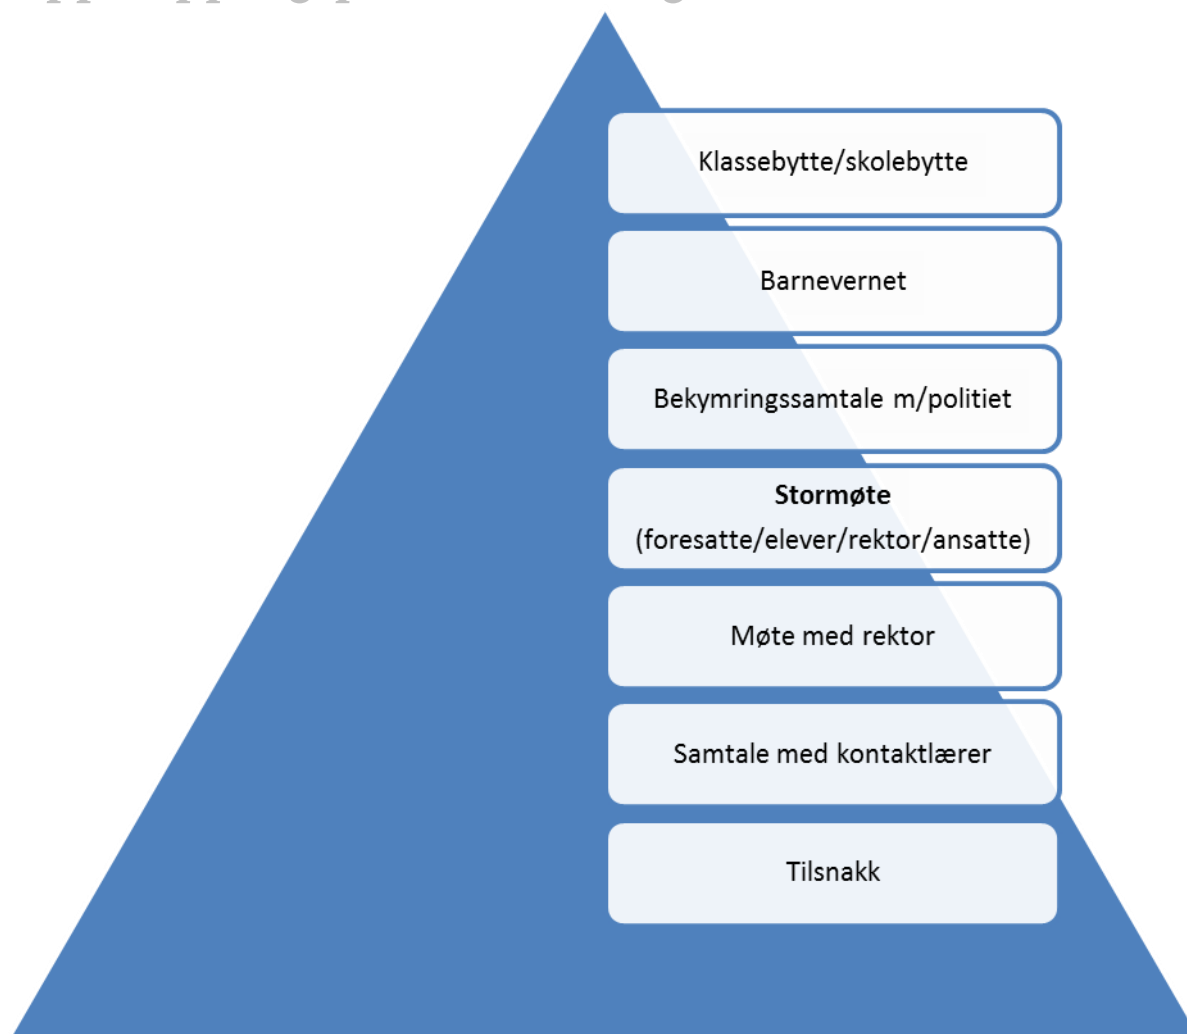 Klassebytte/skolebytte
Barnevernet
Bekymringssamtale m/politiet
Stormøte
(foresatte/elever/rektor/ansatte)
Møte med rektor
Samtale med kontaktlærer
Tilsnakk